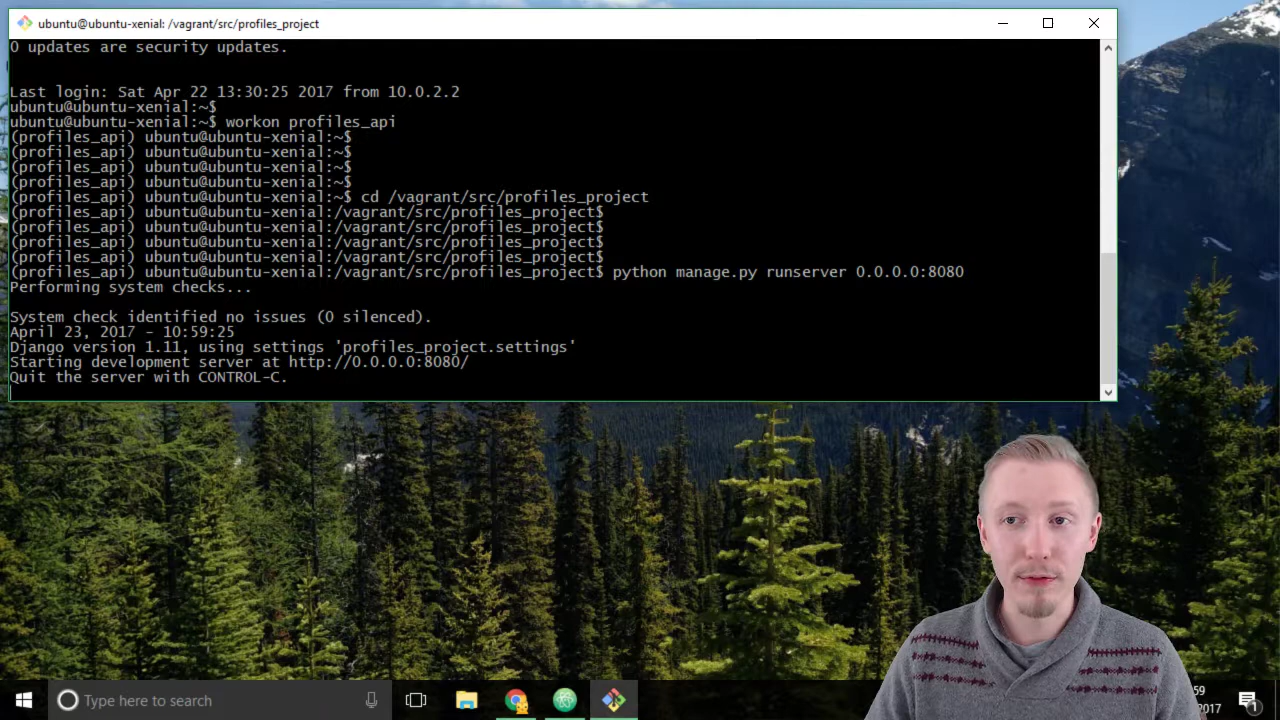 ubuntu@ubuntu-xenial: /vagrant/src/profiles_project
0 updates are security updates.
Last login: Sat Apr 22 13:30:25 2017 from 10.0.2.2
ubuntu@ubuntu-xenial:~$
ubuntu@ubuntu-xenial:~$ workon profiles_api
(profiles_api) ubuntu@ubuntu-xenial:~$
(profiles_api) ubuntu@ubuntu-xenial:~$
(profiles_api) ubuntu@ubuntu-xenial:~$
(profiles_api) ubuntu@ubuntu-xenial:~$
(profiles_api) ubuntu@ubuntu-xenial:~$ cd /vagrant/src/profiles_project
(profiles_api) ubuntu@ubuntu-xenial:/vagrant/src/profiles_project$
(profiles_api) ubuntu@ubuntu-xenial:/vagrant/src/profiles_project$
(profiles_api) ubuntu@ubuntu-xenial:/vagrant/src/profiles_project$
(profiles_api) ubuntu@ubuntu-xenial:/vagrant/src/profiles_project$
(profiles_api) ubuntu@ubuntu-xenial:/vagrant/src/profiles_project$ python manage.py runserver 0.0.0.0:8080
Performing system checks...
System check identified no issues (0 silenced).
April 23, 2017 - 10:59:25
Django version 1.11, using settings 'profiles_project.settings'
Starting development server at http://0.0.0.0:8080/
Quit the server with CONTROL-C.
Type here to search
59
2017
1